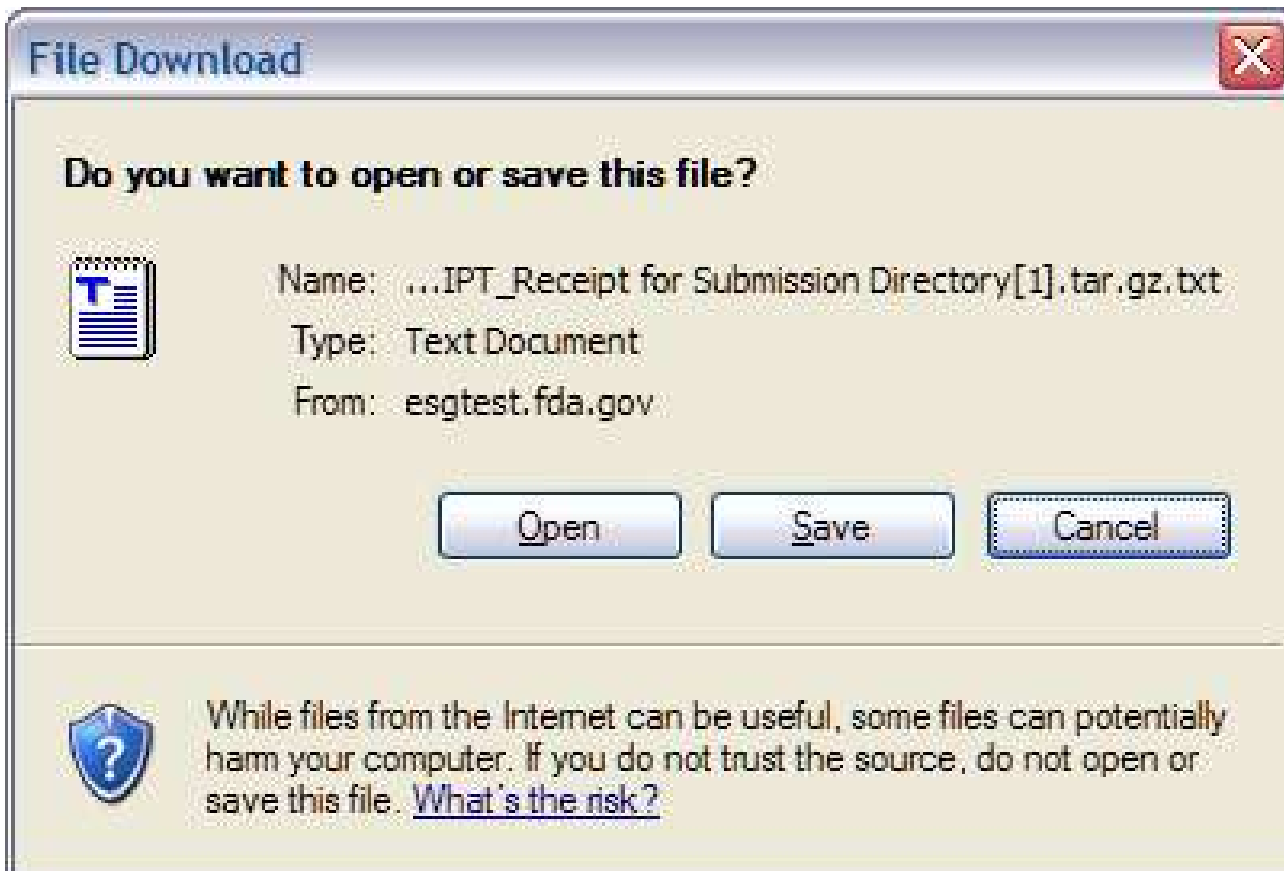 File Download
Do you want to open or save this file?
Name: ...IPT_Receipt for Submission Directory[1].tar.gz.txt
Type: Text Document
From: esgtest.fda.gov
Open Save Cancel
While files from the Internet can be useful, some files can potentially
harm your computer. If you do not trust the source, do not open or
save this file. What's the risk?